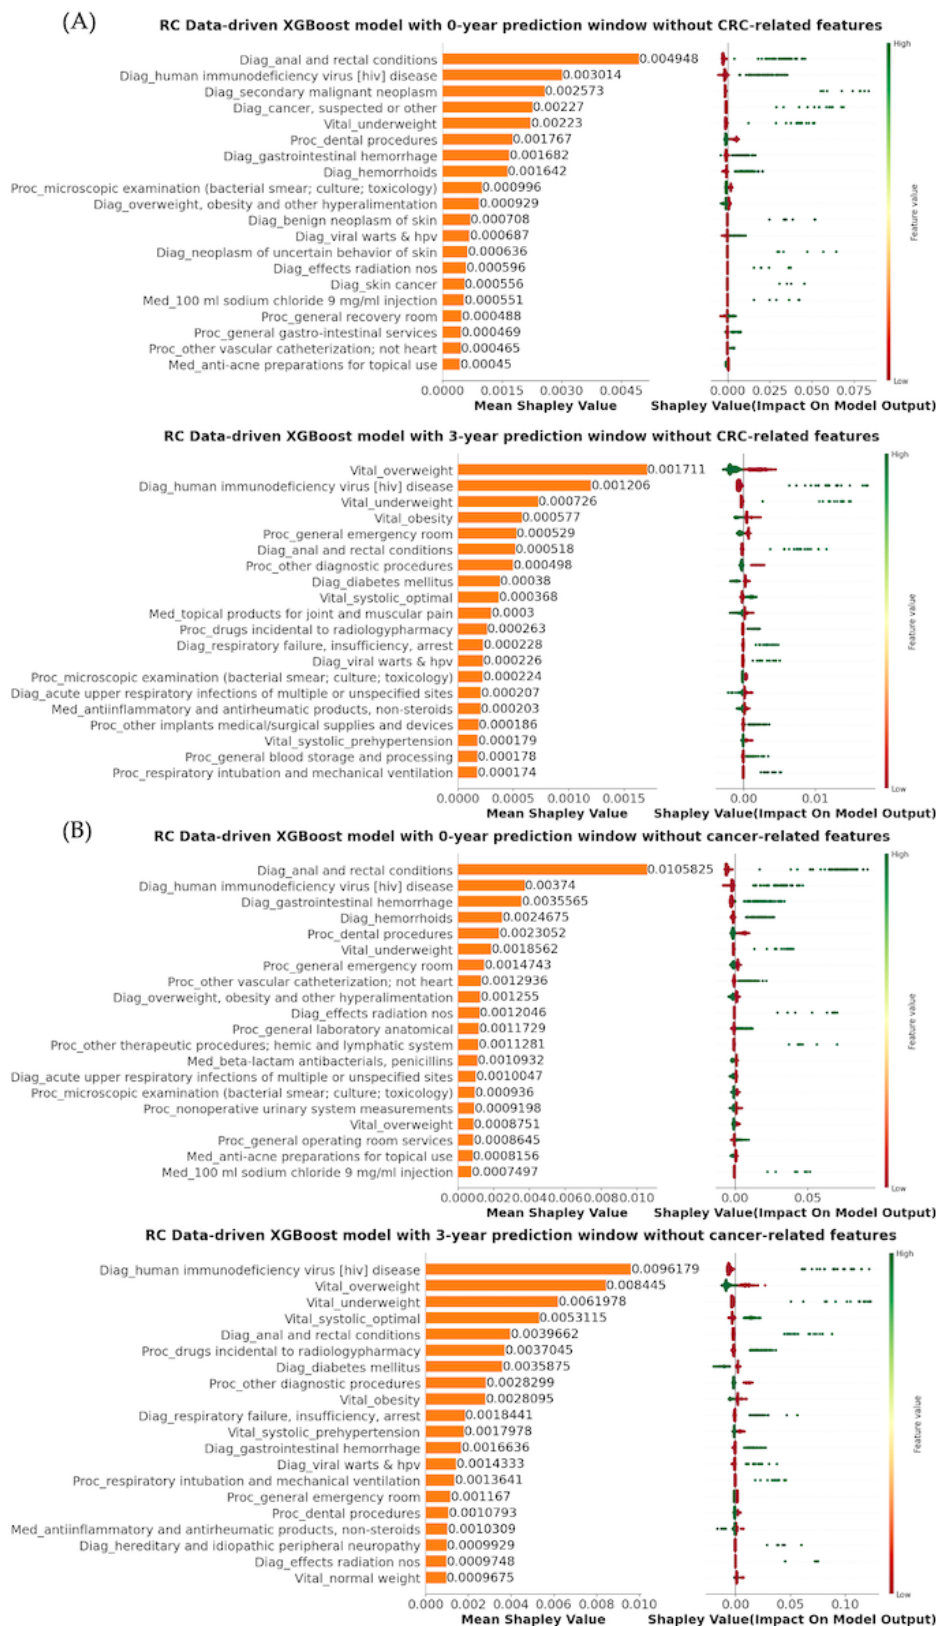 (A)
RC Data-driven XGBoost model with 0-year prediction window without CRC-related features
Diag_anal and rectal conditions 0.004948
Diag_human immunodeficiency virus [hiv] disease 0.003014
Diag_secondary malignant neoplasm 0.002573
Diag_cancer, suspected or other 0.00227
Vital_underweight 0.00223
Proc_dental procedures 0.001767
Diag_gastrointestinal hemorrhage 0.001682
Diag_hemorrhoids 0.001642
Proc_microscopic examination (bacterial smear; culture; toxicology) 0.000996
Diag_overweight, obesity and other hyperalimentation 0.000929
Diag_benign neoplasm of skin 0.000708
Diag_viral warts & hpv 0.000687
Diag_neoplasm of uncertain behavior of skin 0.000636
Diag_effects radiation nos 0.000596
Diag_skin cancer 0.000556
Med_100 ml sodium chloride 9 mg/ml injection 0.000551
Proc_general recovery room 0.000488
Proc_general gastro-intestinal services 0.000469
Proc_other vascular catheterization; not heart 0.000465
Med_anti-acne preparations for topical use 0.00045
0.0000 0.0015 0.0030 0.0045
Mean Shapley Value
High
Feature value
Low
0.000 0.025 0.050 0.075
Shapley Value(Impact On Model Output)
RC Data-driven XGBoost model with 3-year prediction window without CRC-related features
Vital_overweight 0.001711
Diag_human immunodeficiency virus [hiv] disease 0.001206
Vital_underweight 0.000726
Vital_obesity 0.000577
Proc_general emergency room 0.000529
Diag_anal and rectal conditions 0.000518
Proc_other diagnostic procedures 0.000498
Diag_diabetes mellitus 0.00038
Vital_systolic_optimal 0.000368
Med_topical products for joint and muscular pain 0.0003
Proc_drugs incidental to radiologypharmacy 0.000263
Diag_respiratory failure, insufficiency, arrest 0.000228
Diag_viral warts & hpv 0.000226
Proc_microscopic examination (bacterial smear; culture; toxicology) 0.000224
Diag_acute upper respiratory infections of multiple or unspecified sites 0.000207
Med_antiinflammatory and antirheumatic products, non-steroids 0.000203
Proc_other implants medical/surgical supplies and devices 0.000186
Vital_systolic_prehypertension 0.000179
Proc_general blood storage and processing 0.000178
Proc_respiratory intubation and mechanical ventilation 0.000174
0.0000 0.0005 0.0010 0.0015
Mean Shapley Value
High
Feature value
Low
0.00 0.01
Shapley Value(Impact On Model Output)
(B)
RC Data-driven XGBoost model with 0-year prediction window without cancer-related features
Diag_anal and rectal conditions 0.0105825
Diag_human immunodeficiency virus [hiv] disease 0.00374
Diag_gastrointestinal hemorrhage 0.0035565
Diag_hemorrhoids 0.0024675
Proc_dental procedures 0.0023052
Vital_underweight 0.0018562
Proc_general emergency room 0.0014743
Proc_other vascular catheterization; not heart 0.0012936
Diag_overweight, obesity and other hyperalimentation 0.001255
Diag_effects radiation nos 0.0012046
Proc_general laboratory anatomical 0.0011729
Proc_other therapeutic procedures; hemic and lymphatic system 0.0011281
Med_beta-lactam antibacterials, penicillins 0.0010932
Diag_acute upper respiratory infections of multiple or unspecified sites 0.0010047
Proc_microscopic examination (bacterial smear; culture; toxicology) 0.000936
Proc_nonoperative urinary system measurements 0.0009198
Vital_overweight 0.0008751
Proc_general operating room services 0.0008645
Med_anti-acne preparations for topical use 0.0008156
Med_100 ml sodium chloride 9 mg/ml injection 0.0007497
0.0000.0020.0040.0060.0080.010
Mean Shapley Value
High
Feature value
Low
0.00 0.05
Shapley Value(Impact On Model Output)
RC Data-driven XGBoost model with 3-year prediction window without cancer-related features
Diag_human immunodeficiency virus [hiv] disease 0.0096179
Vital_overweight 0.008445
Vital_underweight 0.0061978
Vital_systolic_optimal 0.0053115
Diag_anal and rectal conditions 0.0039662
Proc_drugs incidental to radiologypharmacy 0.0037045
Diag_diabetes mellitus 0.0035875
Proc_other diagnostic procedures 0.0028299
Vital_obesity 0.0028095
Diag_respiratory failure, insufficiency, arrest 0.0018441
Vital_systolic_prehypertension 0.0017978
Diag_gastrointestinal hemorrhage 0.0016636
Diag_viral warts & hpv 0.0014333
Proc_respiratory intubation and mechanical ventilation 0.0013641
Proc_general emergency room 0.001167
Proc_dental procedures 0.0010793
Med_antiinflammatory and antirheumatic products, non-steroids 0.0010309
Diag_hereditary and idiopathic peripheral neuropathy 0.0009929
Diag_effects radiation nos 0.0009748
Vital_normal weight 0.0009675
0.000 0.002 0.004 0.006 0.008 0.010
Mean Shapley Value
High
Feature value
Low
0.00 0.05 0.10
Shapley Value(Impact On Model Output)